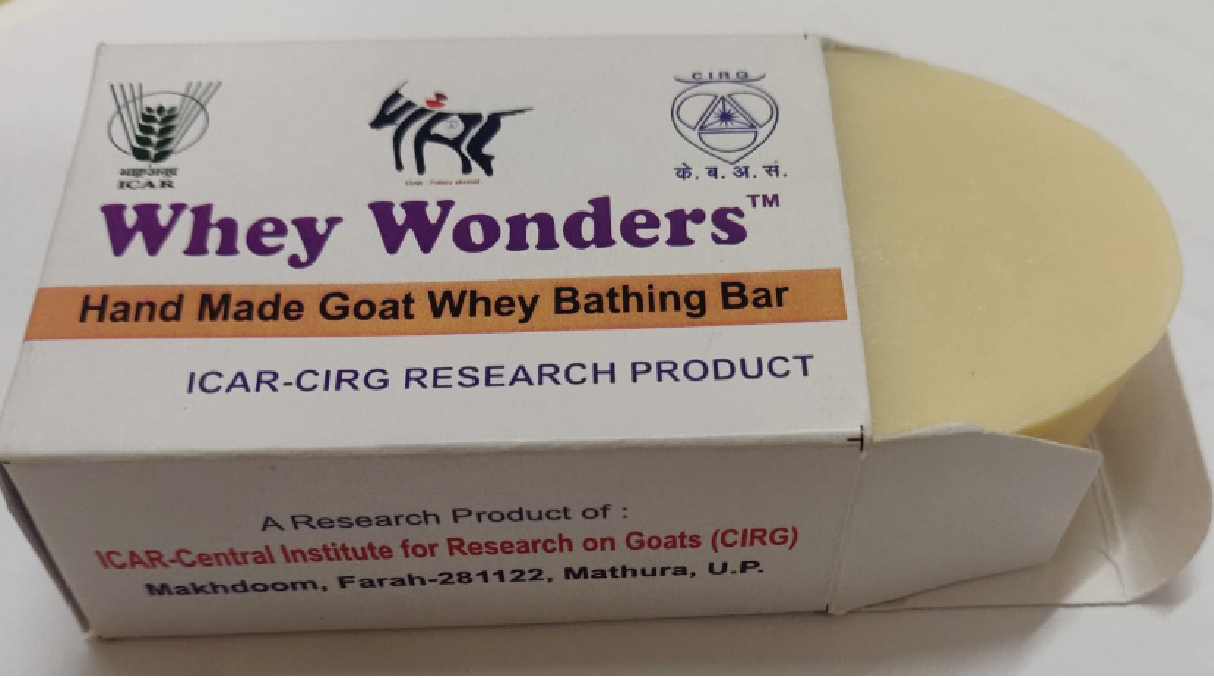 CIRG
भाकृअनुप
ICAR
के. ब. अ. सं.
Whey Wonders™
Hand Made Goat Whey Bathing Bar
ICAR-CIRG RESEARCH PRODUCT
A Research Product of :
ICAR-Central Institute for Research on Goats (CIRG)
Makhdoom, Farah-281122, Mathura, U.P.